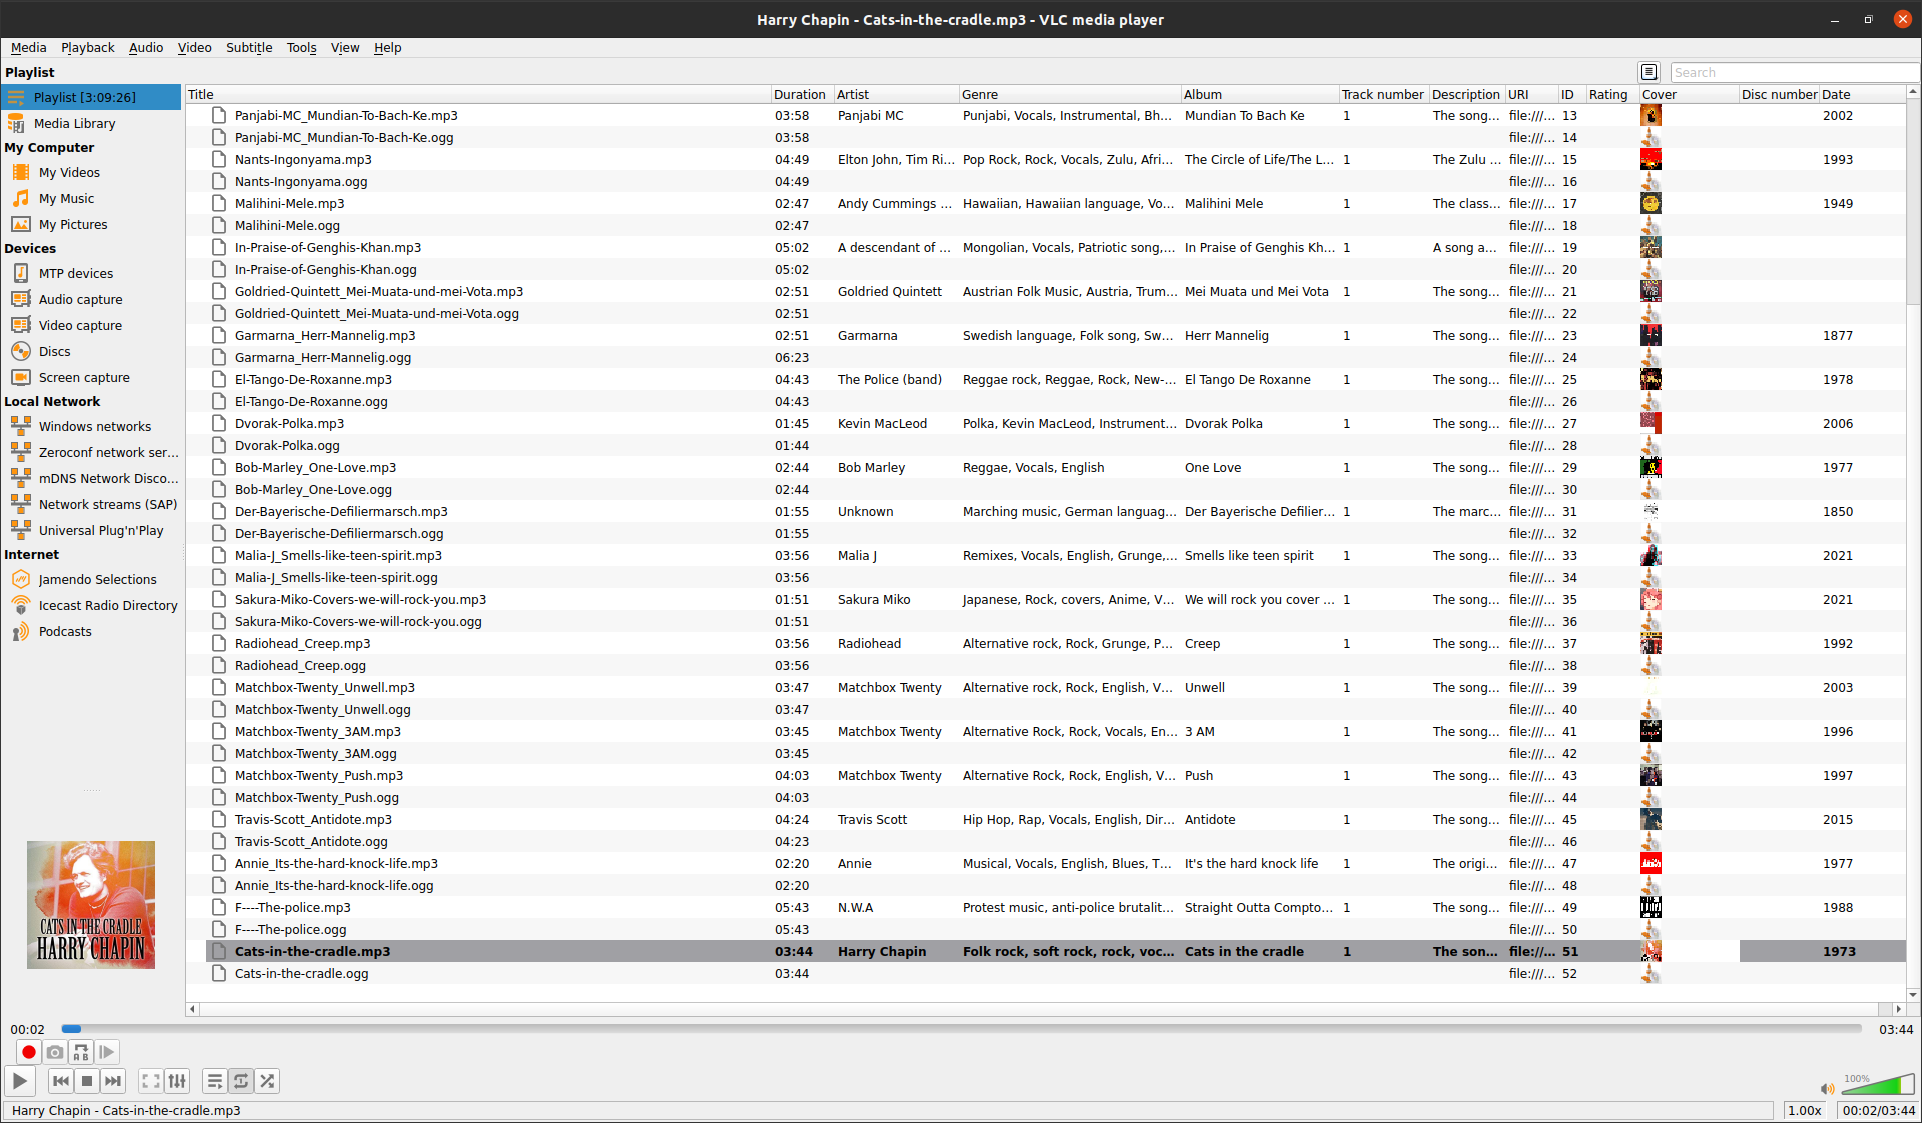 Harry Chapin - Cats-in-the-cradle.mp3 - VLC media player
Media Playback Audio Video Subtitle Tools View Help
Playlist
Search
Playlist [3:09:26]
Media Library
My Computer
My Videos
My Music
My Pictures
Devices
MTP devices
Audio capture
Video capture
Discs
Screen capture
Local Network
Windows networks
Zeroconf network ser...
mDNS Network Disco...
Network streams (SAP)
Universal Plug'n'Play
Internet
Jamendo Selections
Icecast Radio Directory
Podcasts
CATS IN THE CRADLE
HARRY CHAPIN
Title Duration Artist Genre Album Track number Description URI ID Rating Cover Disc number Date
Panjabi-MC_Mundian-To-Bach-Ke.mp3 03:58 Panjabi MC Punjabi, Vocals, Instrumental, Bh... Mundian To Bach Ke 1 The song... file:///... 13 2002
Panjabi-MC_Mundian-To-Bach-Ke.ogg 03:58 file:///... 14
Nants-Ingonyama.mp3 04:49 Elton John, Tim Ri... Pop Rock, Rock, Vocals, Zulu, Afri... The Circle of Life/The L... 1 The Zulu ... file:///... 15 1993
Nants-Ingonyama.ogg 04:49 file:///... 16
Malihini-Mele.mp3 02:47 Andy Cummings ... Hawaiian, Hawaiian language, Vo... Malihini Mele 1 The class... file:///... 17 1949
Malihini-Mele.ogg 02:47 file:///... 18
In-Praise-of-Genghis-Khan.mp3 05:02 A descendant of ... Mongolian, Vocals, Patriotic song,... In Praise of Genghis Kh... 1 A song a... file:///... 19
In-Praise-of-Genghis-Khan.ogg 05:02 file:///... 20
Goldried-Quintett_Mei-Muata-und-mei-Vota.mp3 02:51 Goldried Quintett Austrian Folk Music, Austria, Trum... Mei Muata und Mei Vota 1 The song... file:///... 21
Goldried-Quintett_Mei-Muata-und-mei-Vota.ogg 02:51 file:///... 22
Garmarna_Herr-Mannelig.mp3 02:51 Garmarna Swedish language, Folk song, Sw... Herr Mannelig 1 The song... file:///... 23 1877
Garmarna_Herr-Mannelig.ogg 06:23 file:///... 24
El-Tango-De-Roxanne.mp3 04:43 The Police (band) Reggae rock, Reggae, Rock, New-... El Tango De Roxanne 1 The song... file:///... 25 1978
El-Tango-De-Roxanne.ogg 04:43 file:///... 26
Dvorak-Polka.mp3 01:45 Kevin MacLeod Polka, Kevin MacLeod, Instrument... Dvorak Polka 1 The song... file:///... 27 2006
Dvorak-Polka.ogg 01:44 file:///... 28
Bob-Marley_One-Love.mp3 02:44 Bob Marley Reggae, Vocals, English One Love 1 The song... file:///... 29 1977
Bob-Marley_One-Love.ogg 02:44 file:///... 30
Der-Bayerische-Defiliermarsch.mp3 01:55 Unknown Marching music, German languag... Der Bayerische Defilier... 1 The marc... file:///... 31 1850
Der-Bayerische-Defiliermarsch.ogg 01:55 file:///... 32
Malia-J_Smells-like-teen-spirit.mp3 03:56 Malia J Remixes, Vocals, English, Grunge,... Smells like teen spirit 1 The song... file:///... 33 2021
Malia-J_Smells-like-teen-spirit.ogg 03:56 file:///... 34
Sakura-Miko-Covers-we-will-rock-you.mp3 01:51 Sakura Miko Japanese, Rock, covers, Anime, V... We will rock you cover ... 1 The song... file:///... 35 2021
Sakura-Miko-Covers-we-will-rock-you.ogg 01:51 file:///... 36
Radiohead_Creep.mp3 03:56 Radiohead Alternative rock, Rock, Grunge, P... Creep 1 The song... file:///... 37 1992
Radiohead_Creep.ogg 03:56 file:///... 38
Matchbox-Twenty_Unwell.mp3 03:47 Matchbox Twenty Alternative rock, Rock, English, V... Unwell 1 The song... file:///... 39 2003
Matchbox-Twenty_Unwell.ogg 03:47 file:///... 40
Matchbox-Twenty_3AM.mp3 03:45 Matchbox Twenty Alternative Rock, Rock, Vocals, En... 3 AM 1 The song... file:///... 41 1996
Matchbox-Twenty_3AM.ogg 03:45 file:///... 42
Matchbox-Twenty_Push.mp3 04:03 Matchbox Twenty Alternative Rock, Rock, English, V... Push 1 The song... file:///... 43 1997
Matchbox-Twenty_Push.ogg 04:03 file:///... 44
Travis-Scott_Antidote.mp3 04:24 Travis Scott Hip Hop, Rap, Vocals, English, Dir... Antidote 1 The song... file:///... 45 2015
Travis-Scott_Antidote.ogg 04:23 file:///... 46
Annie_Its-the-hard-knock-life.mp3 02:20 Annie Musical, Vocals, English, Blues, T... It's the hard knock life 1 The origi... file:///... 47 1977
Annie_Its-the-hard-knock-life.ogg 02:20 file:///... 48
F----The-police.mp3 05:43 N.W.A Protest music, anti-police brutalit... Straight Outta Compto... 1 The song... file:///... 49 1988
F----The-police.ogg 05:43 file:///... 50
Cats-in-the-cradle.mp3 03:44 Harry Chapin Folk rock, soft rock, rock, voc... Cats in the cradle 1 The son... file://... 51 1973
Cats-in-the-cradle.ogg 03:44 file:///... 52
00:02 03:44
A B
100%
Harry Chapin - Cats-in-the-cradle.mp3 1.00x 00:02/03:44